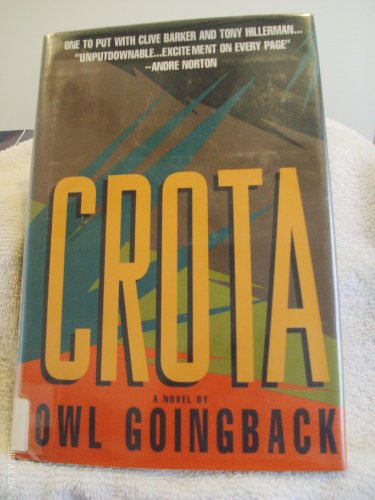 ONE TO PUT WITH CLIVE BARKER AND TONY HILLERMAN...
"UNPUTDOWNABLE...EXCITEMENT ON EVERY PAGE"
--ANDRE NORTON
CROTA
A NOVEL BY
OWL GOINGBACK